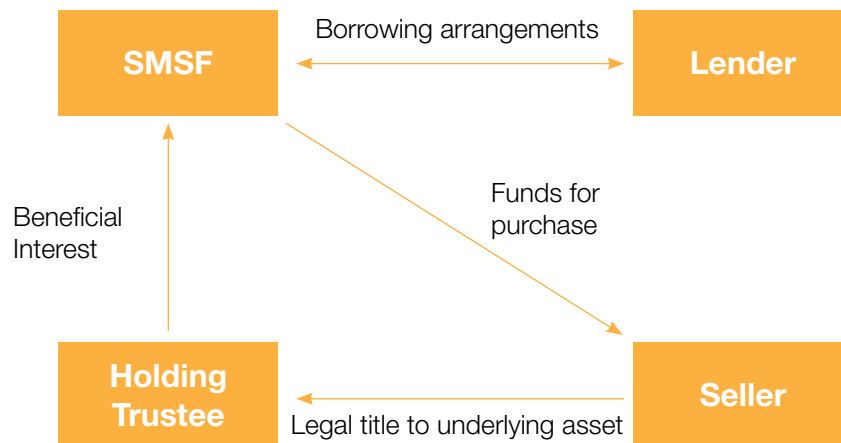 Borrowing arrangements
SMSF
Lender
Funds for
purchase
Beneficial
Interest
Holding
Trustee
Seller
Legal title to underlying asset